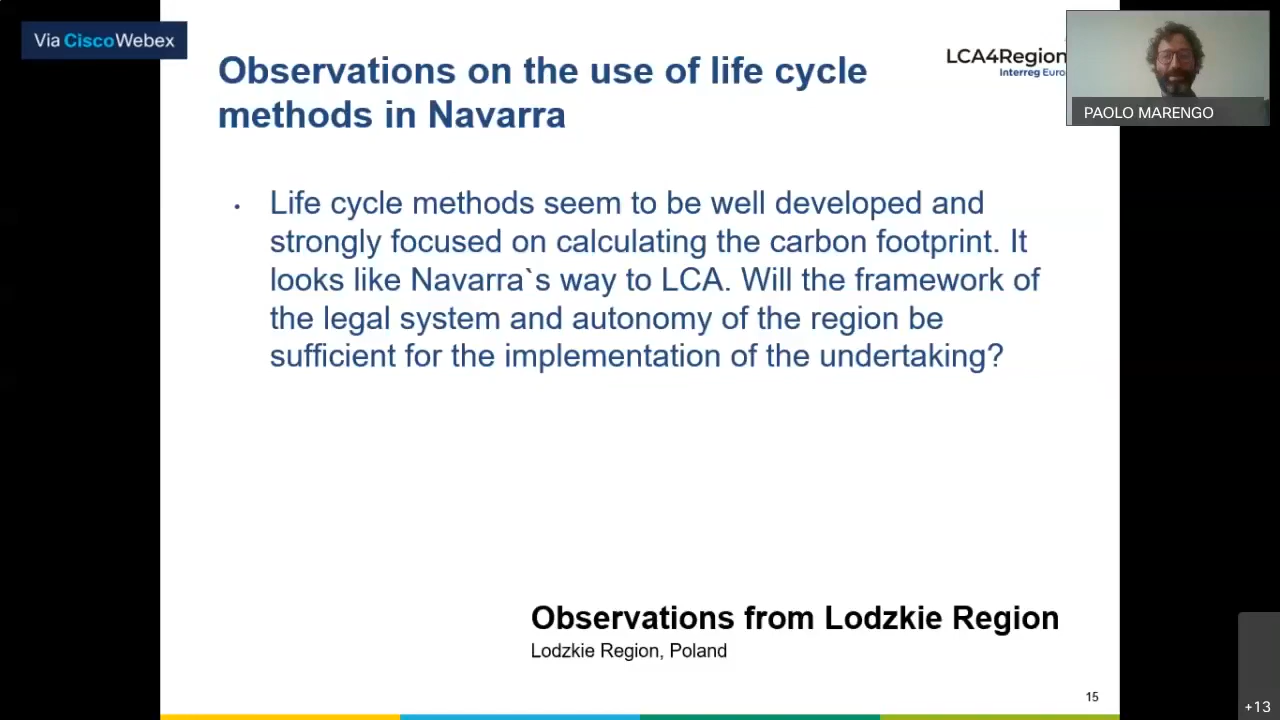 Via CiscoWebex
Observations on the use of life cycle
methods in Navarra
LCA4Region
Interreg Euro
PAOLO MARENGO
• Life cycle methods seem to be well developed and
strongly focused on calculating the carbon footprint. It
looks like Navarra`s way to LCA. Will the framework of
the legal system and autonomy of the region be
sufficient for the implementation of the undertaking?
Observations from Lodzkie Region
Lodzkie Region, Poland
15
+13